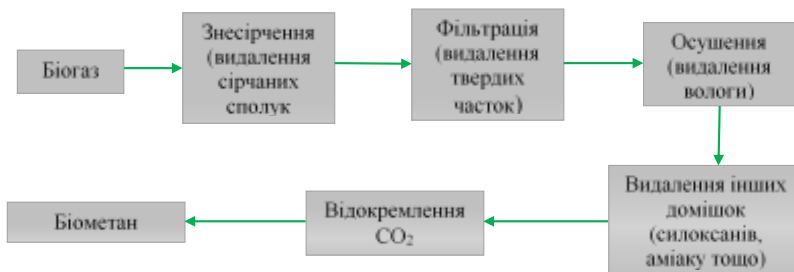 Біогаз
Знесірчення
(видалення
сірчаних
сполук
Фільтрація
(видалення
твердих
часток)
Осушення
(видалення
вологи)
Видалення інших
домішок
(силоксанів,
аміаку тощо)
Відокремлення
CO₂
Біометан